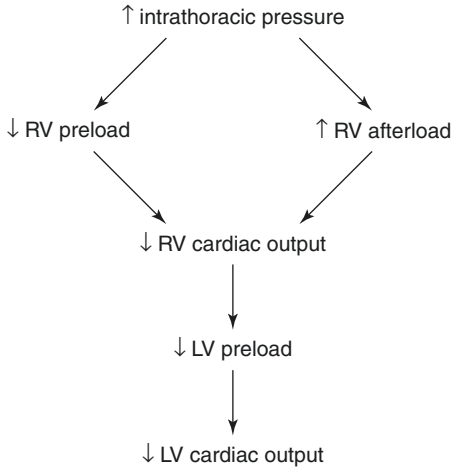 ↑ intrathoracic pressure
↓ RV preload
↑ RV afterload
↓ RV cardiac output
↓ LV preload
↓ LV cardiac output